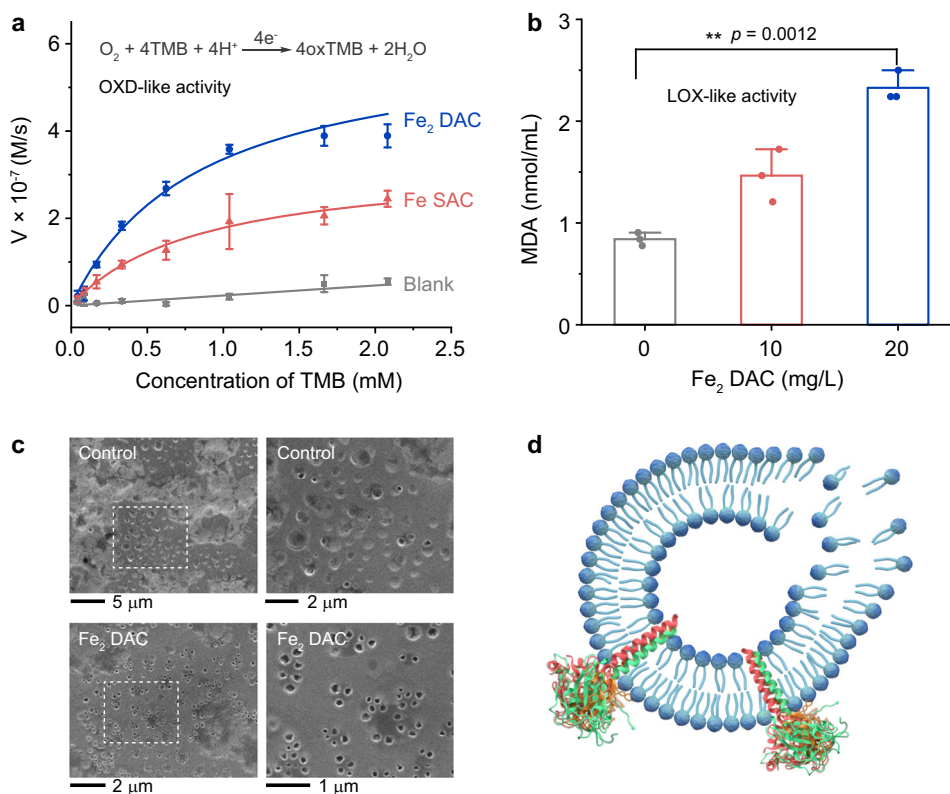 a
O₂ + 4TMB + 4H⁺ 4e⁻ → 4oxTMB + 2H₂O
OXD-like activity
Fe₂ DAC
Fe SAC
Blank
V × 10⁻⁷ (M/s)
6
4
2
0
0.0 0.5 1.0 1.5 2.0 2.5
Concentration of TMB (mM)
b
** p = 0.0012
LOX-like activity
MDA (nmol/mL)
3
2
1
0
0 10 20
Fe₂ DAC (mg/L)
c
Control
5 μm
Control
2 μm
Fe₂ DAC
2 μm
Fe₂ DAC
1 μm
d